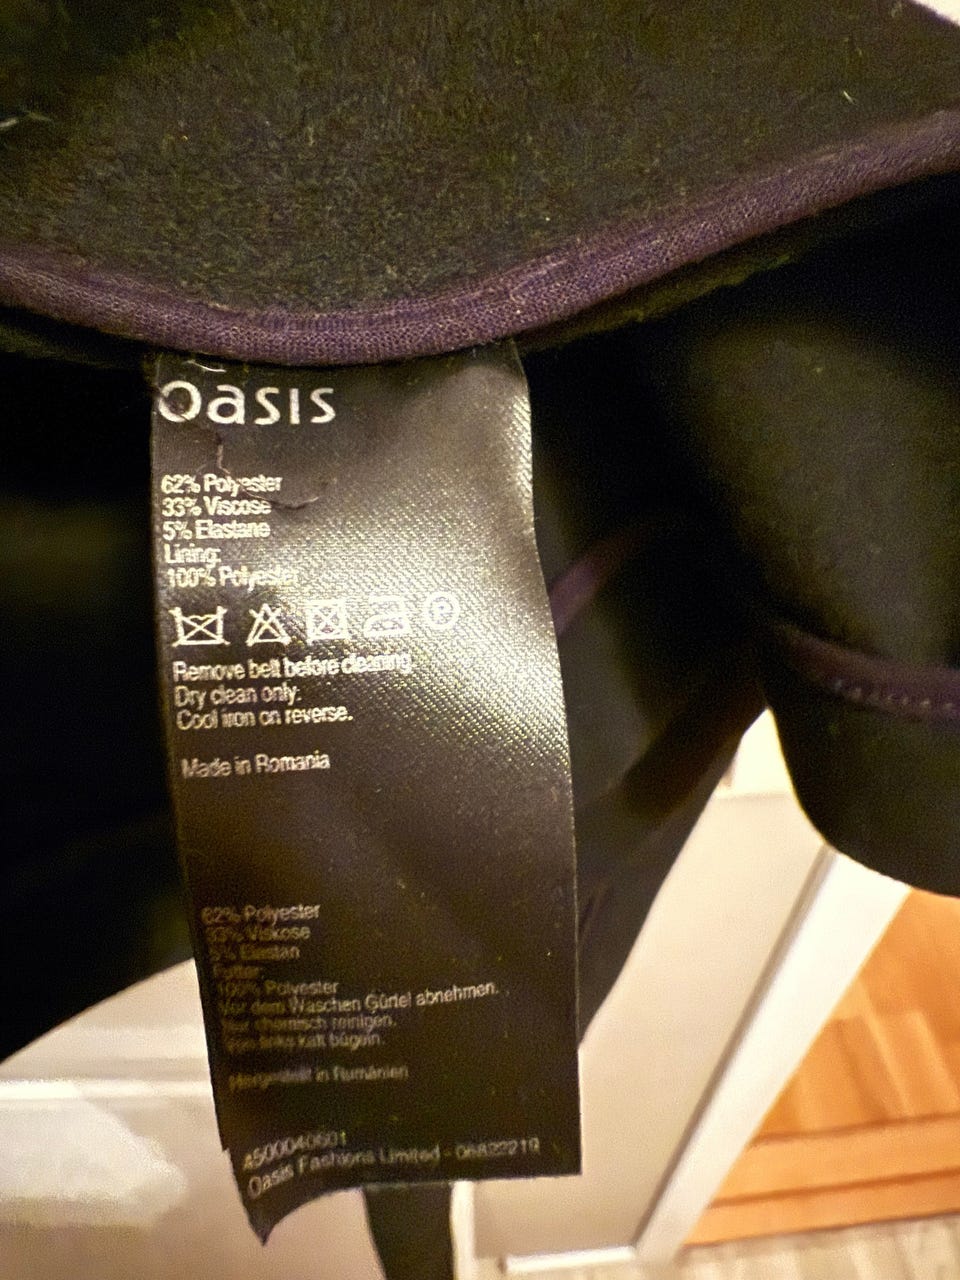 Oasis
62% Polyester
33% Viscose
5% Elastane
Lining:
100% Polyester
P
Remove belt before cleaning
Dry clean only.
Cool iron on reverse.
Made in Romania
62% Polyester
33% Viskose
5% Elastan
Futter:
100% Polyester
Vor dem Waschen Gürtel abnehmen.
Nur chemisch reinigen.
Von links kalt bügeln.
Hergestellt in Rumänien
4500040601
Oasis Fashions Limited - 06822219